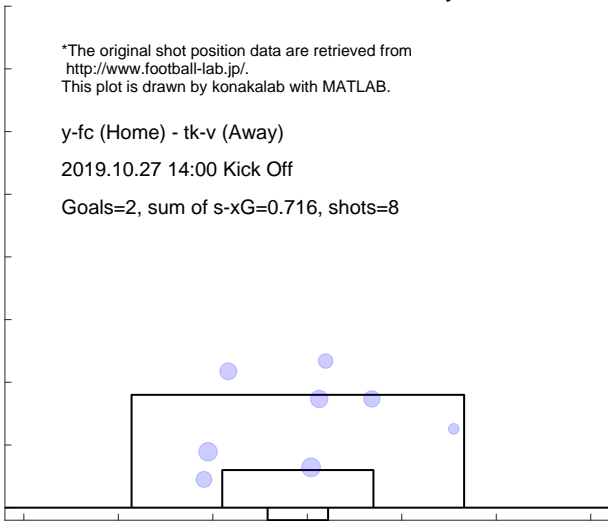 *The original shot position data are retrieved from
http://www.football-lab.jp/.
This plot is drawn by konakalab with MATLAB.
y-fc (Home) - tk-v (Away)
2019.10.27 14:00 Kick Off
Goals=2, sum of s-xG=0.716, shots=8